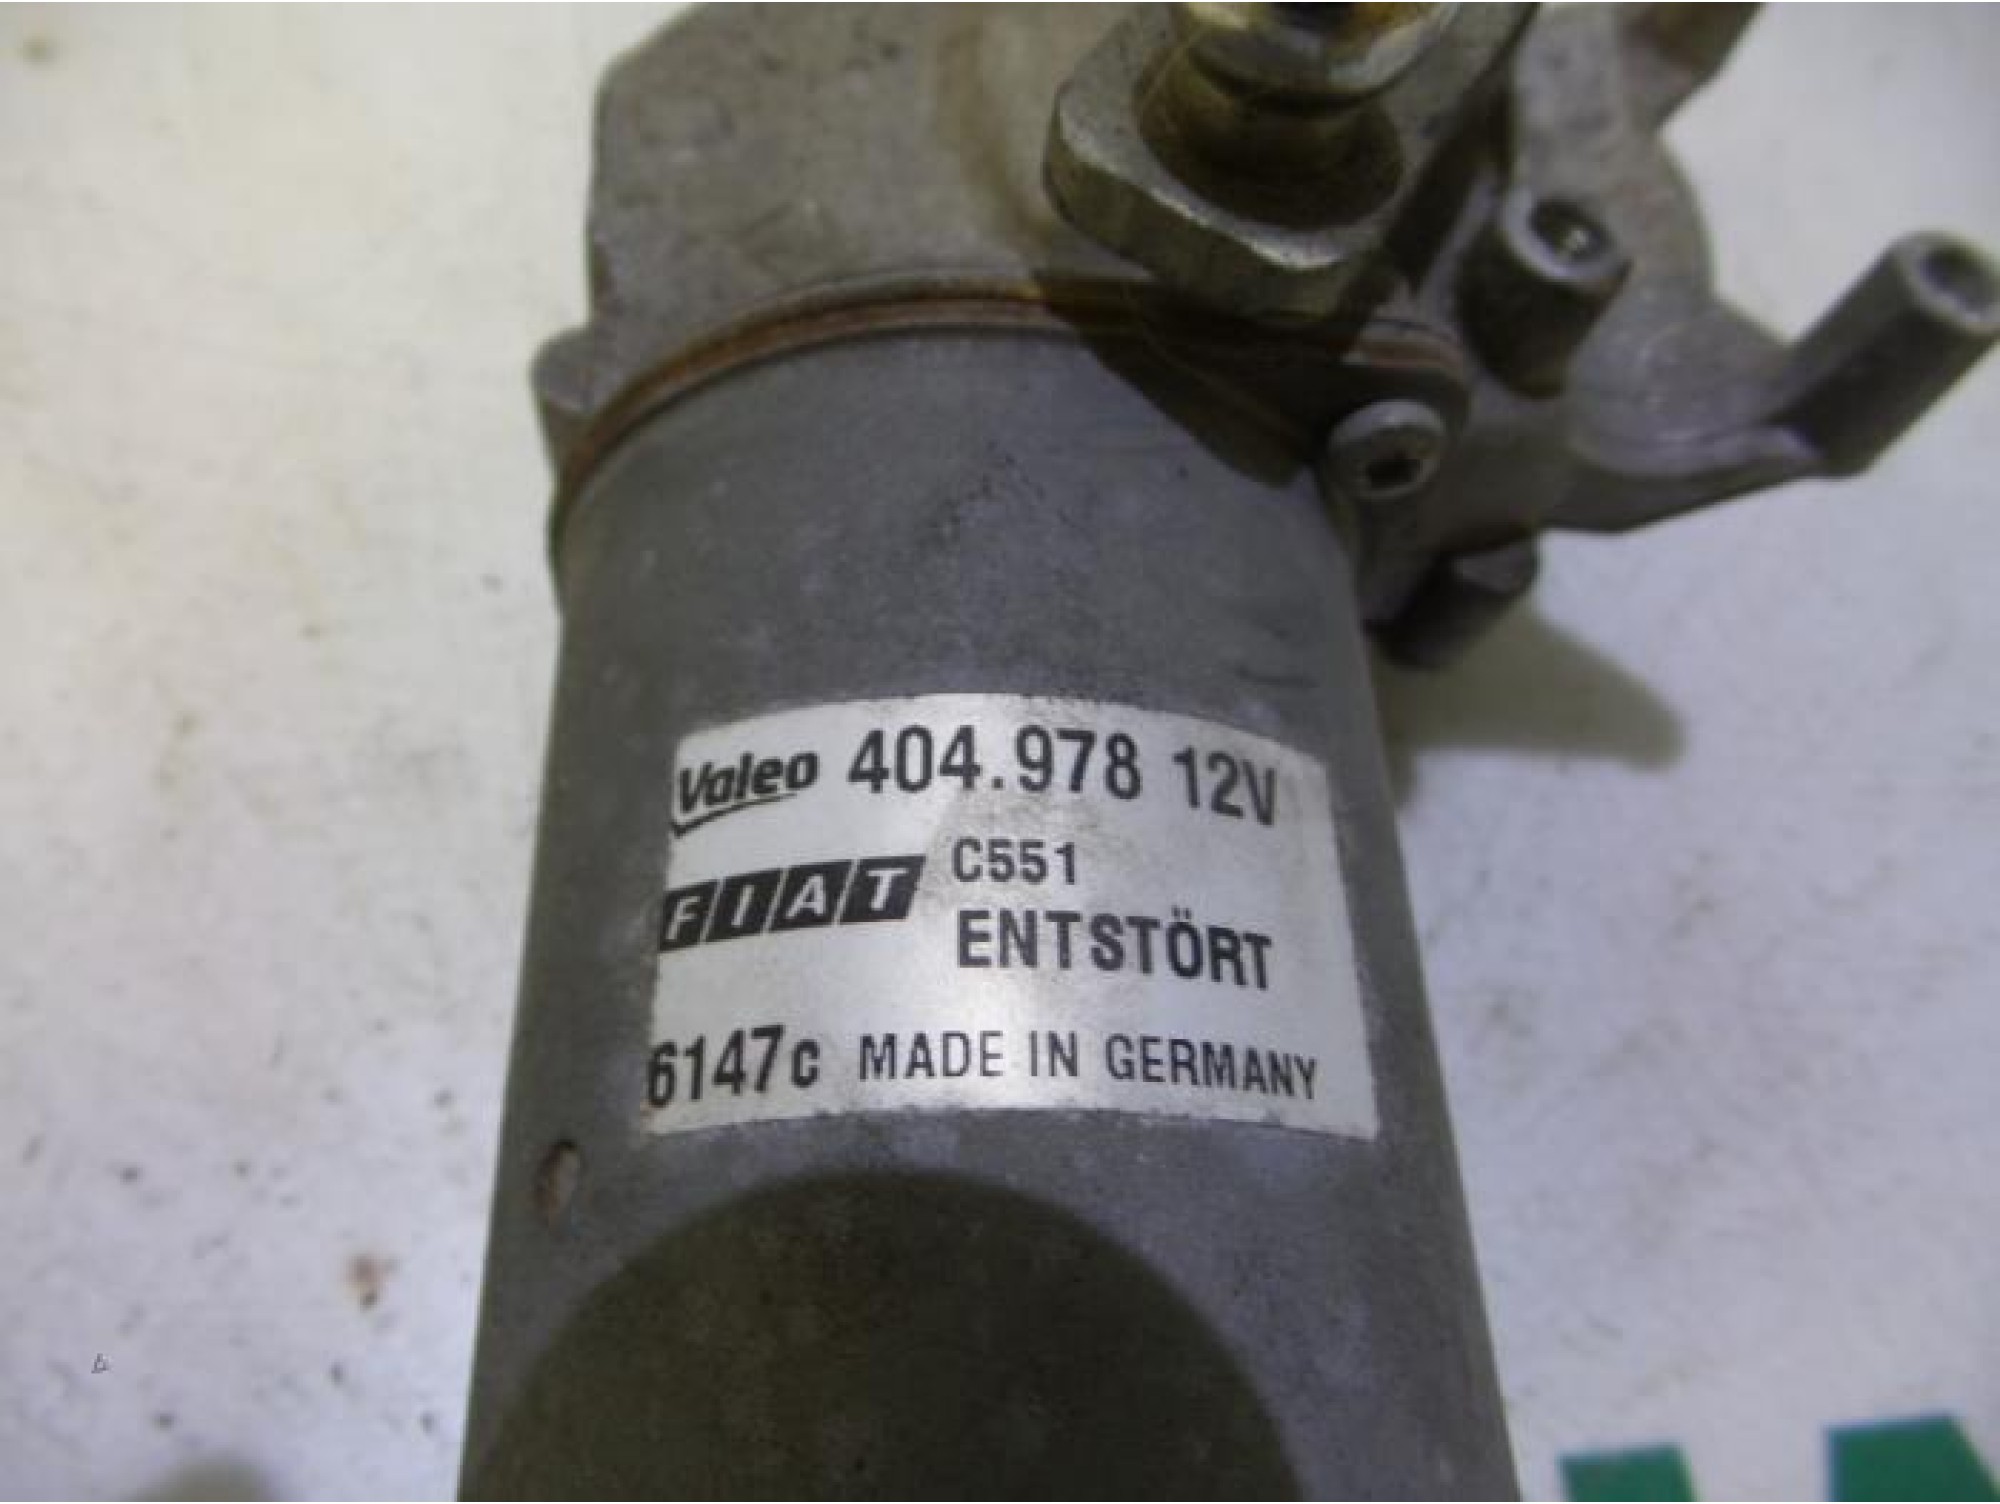 Valeo 404.978 12V
FIAT C551
ENTSTÖRT
6147c MADE IN GERMANY